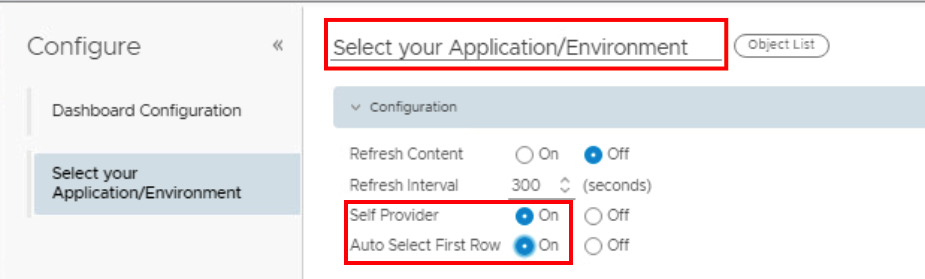 Configure «
Dashboard Configuration
Select your
Application/Environment
Select your Application/Environment Object List
Configuration
Refresh Content On Off
Refresh Interval 300 (seconds)
Self Provider On Off
Auto Select First Row On Off